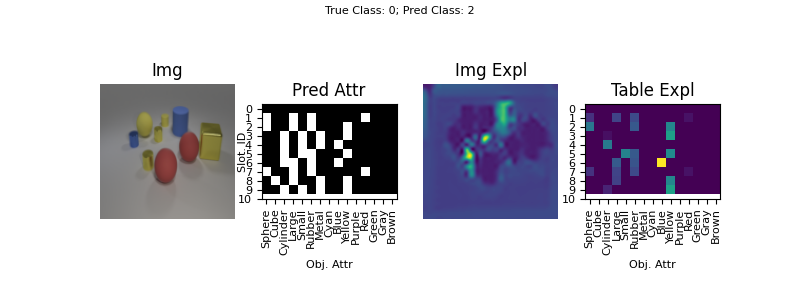 True Class: 0; Pred Class: 2
Img
Pred Attr
Img Expl
Table Expl
Slot. ID
0
1
2
3
4
5
6
7
8
9
10
0
1
2
3
4
5
6
7
8
9
10
Sphere
Cube
Cylinder
Large
Small
Rubber
Metal
Cyan
Blue
Yellow
Purple
Red
Green
Gray
Brown
Sphere
Cube
Cylinder
Large
Small
Rubber
Metal
Cyan
Blue
Yellow
Purple
Red
Green
Gray
Brown
Obj. Attr
Obj. Attr